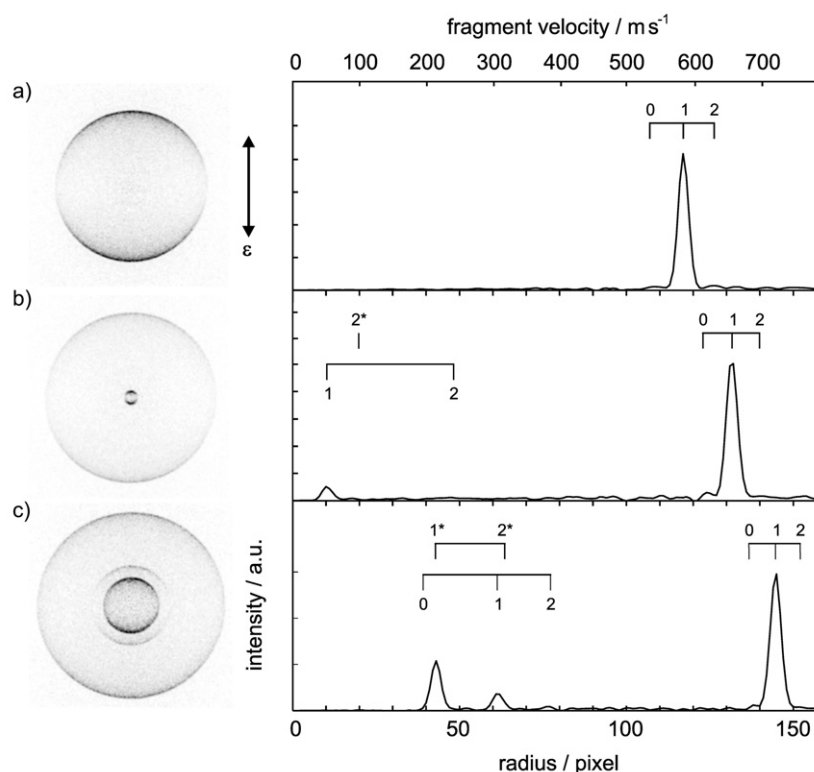 fragment velocity / m s⁻¹
0 100 200 300 400 500 600 700
a)
0 1 2
ε
b)
2*
0 1 2
1 2
c)
1* 2*
0 1 2
0 1 2
intensity / a.u.
0 50 100 150
radius / pixel